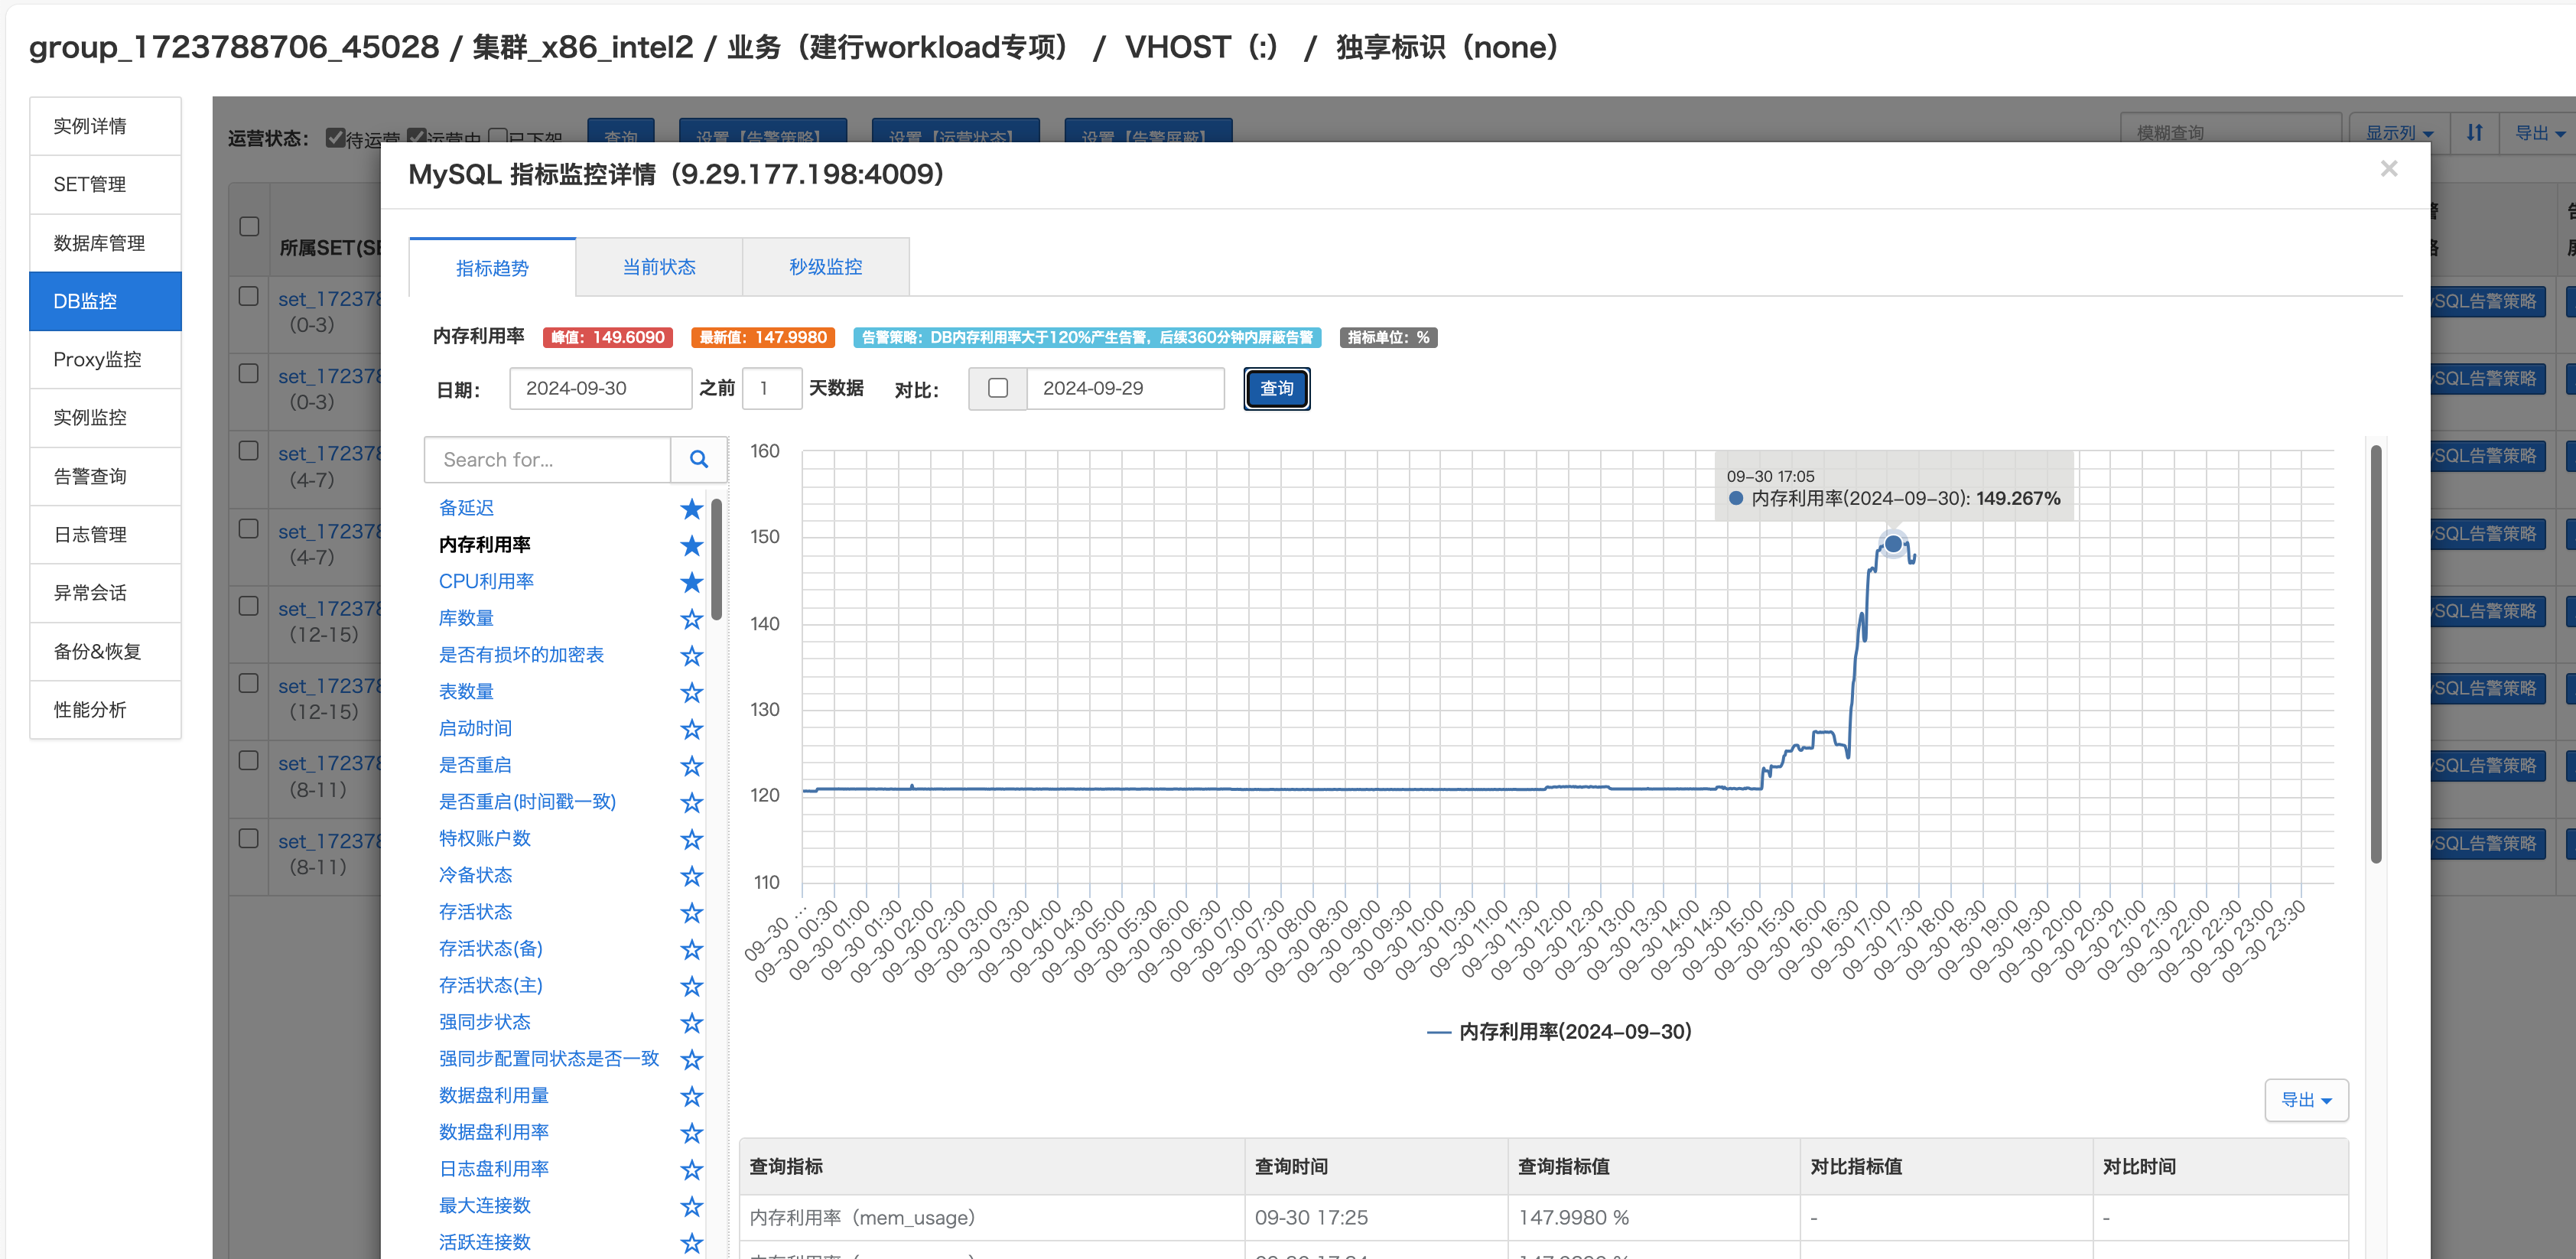 group_1723788706_45028 / 集群_x86_intel2 / 业务（建行workload专项） / VHOST（:） / 独享标识（none）
实例详情
SET管理
数据库管理
DB监控
Proxy监控
实例监控
告警查询
日志管理
异常会话
备份&恢复
性能分析
运营状态：
待运营
运营中
已下架
查询
设置【告警策略】
设置【运营状态】
设置【告警屏蔽】
模糊查询
显示列
导出
所属SET(SE
set_172378
（0-3）
set_172378
（0-3）
set_172378
（4-7）
set_172378
（4-7）
set_172378
（12-15）
set_172378
（12-15）
set_172378
（8-11）
set_172378
（8-11）
MySQL 指标监控详情（9.29.177.198:4009）
×
指标趋势
当前状态
秒级监控
内存利用率
峰值：149.6090
最新值：147.9980
告警策略：DB内存利用率大于120%产生告警，后续360分钟内屏蔽告警
指标单位：%
日期：
2024-09-30
之前
1
天数据
对比：
2024-09-29
查询
Search for...
备延迟
内存利用率
CPU利用率
库数量
是否有损坏的加密表
表数量
启动时间
是否重启
是否重启(时间戳一致)
特权账户数
冷备状态
存活状态
存活状态(备)
存活状态(主)
强同步状态
强同步配置同状态是否一致
数据盘利用量
数据盘利用率
日志盘利用率
最大连接数
活跃连接数
160
150
140
130
120
110
09-30 17:05
内存利用率(2024-09-30): 149.267%
09-30 ...
09-30 00:30
09-30 01:00
09-30 01:30
09-30 02:00
09-30 02:30
09-30 03:00
09-30 03:30
09-30 04:00
09-30 04:30
09-30 05:00
09-30 05:30
09-30 06:00
09-30 06:30
09-30 07:00
09-30 07:30
09-30 08:00
09-30 08:30
09-30 09:00
09-30 09:30
09-30 10:00
09-30 10:30
09-30 11:00
09-30 11:30
09-30 12:00
09-30 12:30
09-30 13:00
09-30 13:30
09-30 14:00
09-30 14:30
09-30 15:00
09-30 15:30
09-30 16:00
09-30 16:30
09-30 17:00
09-30 17:30
09-30 18:00
09-30 18:30
09-30 19:00
09-30 19:30
09-30 20:00
09-30 20:30
09-30 21:00
09-30 21:30
09-30 22:00
09-30 22:30
09-30 23:00
09-30 23:30
内存利用率(2024-09-30)
导出
查询指标
查询时间
查询指标值
对比指标值
对比时间
内存利用率（mem_usage）
09-30 17:25
147.9980 %
-
-
ySQL告警策略
ySQL告警策略
ySQL告警策略
ySQL告警策略
ySQL告警策略
ySQL告警策略
ySQL告警策略
ySQL告警策略